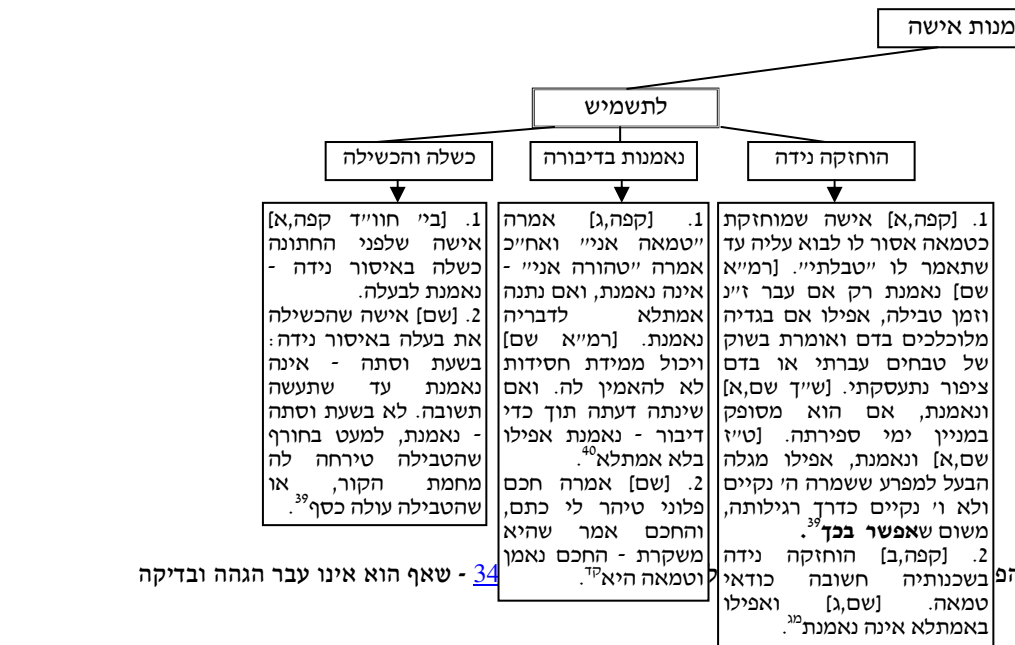 מנות אישה
לתשמיש
הוחזקה נידה
נאמנות בדיבורה
כשלה והכשילה
1. [קפה,א] אישה שמוחזקת
כטמאה אסור לו לבוא עליה עד
שתאמר לו ״טבלתי״. [רמ״א
שם] נאמנת רק אם עבר ז״נ
וזמן טבילה, אפילו אם בגדיה
מלוכלכים בדם ואומרת בשוק
של טבחים עברתי או בדם
ציפור נתעסקתי. [ש״ך שם,א]
ונאמנת, אם הוא מסופק
במניין ימי ספירתה. [ט״ז
שם,א] ונאמנת, אפילו מגלה
הבעל למפרע ששמרה ה׳ נקיים
ולא ו׳ נקיים כדרך רגילותה,
משום שאפשר בכך39.
2. [קפה,ב] הוחזקה נידה
בשכנותיה חשובה כודאי
טמאה. [שם,ג] ואפילו
באמתלא אינה נאמנתמג.
1. [קפה,ג] אמרה
״טמאה אני״ ואח״כ
אמרה ״טהורה אני״ -
אינה נאמנת, ואם נתנה
אמתלא לדבריה
נאמנת. [רמ״א שם]
ויכול ממידת חסידות
לא להאמין לה. ואם
שינתה דעתה תוך כדי
דיבור - נאמנת אפילו
בלא אמתלא40.
2. [שם] אמרה חכם
פלוני טיהר לי כתם,
והחכם אמר שהיא
משקרת - החכם נאמן
וטמאה היאקד.
1. [בי׳ חוו״ד קפה,א]
אישה שלפני החתונה
כשלה באיסור נידה -
נאמנת לבעלה.
2. [שם] אישה שהכשילה
את בעלה באיסור נידה:
בשעת וסתה - אינה
נאמנת עד שתעשה
תשובה. לא בשעת וסתה
- נאמנת, למעט בחורף
שהטבילה טירחה לה
מחמת הקור, או
שהטבילה עולה כסף39.
הפ 34 - שאף הוא אינו עבר הגהה ובדיקה